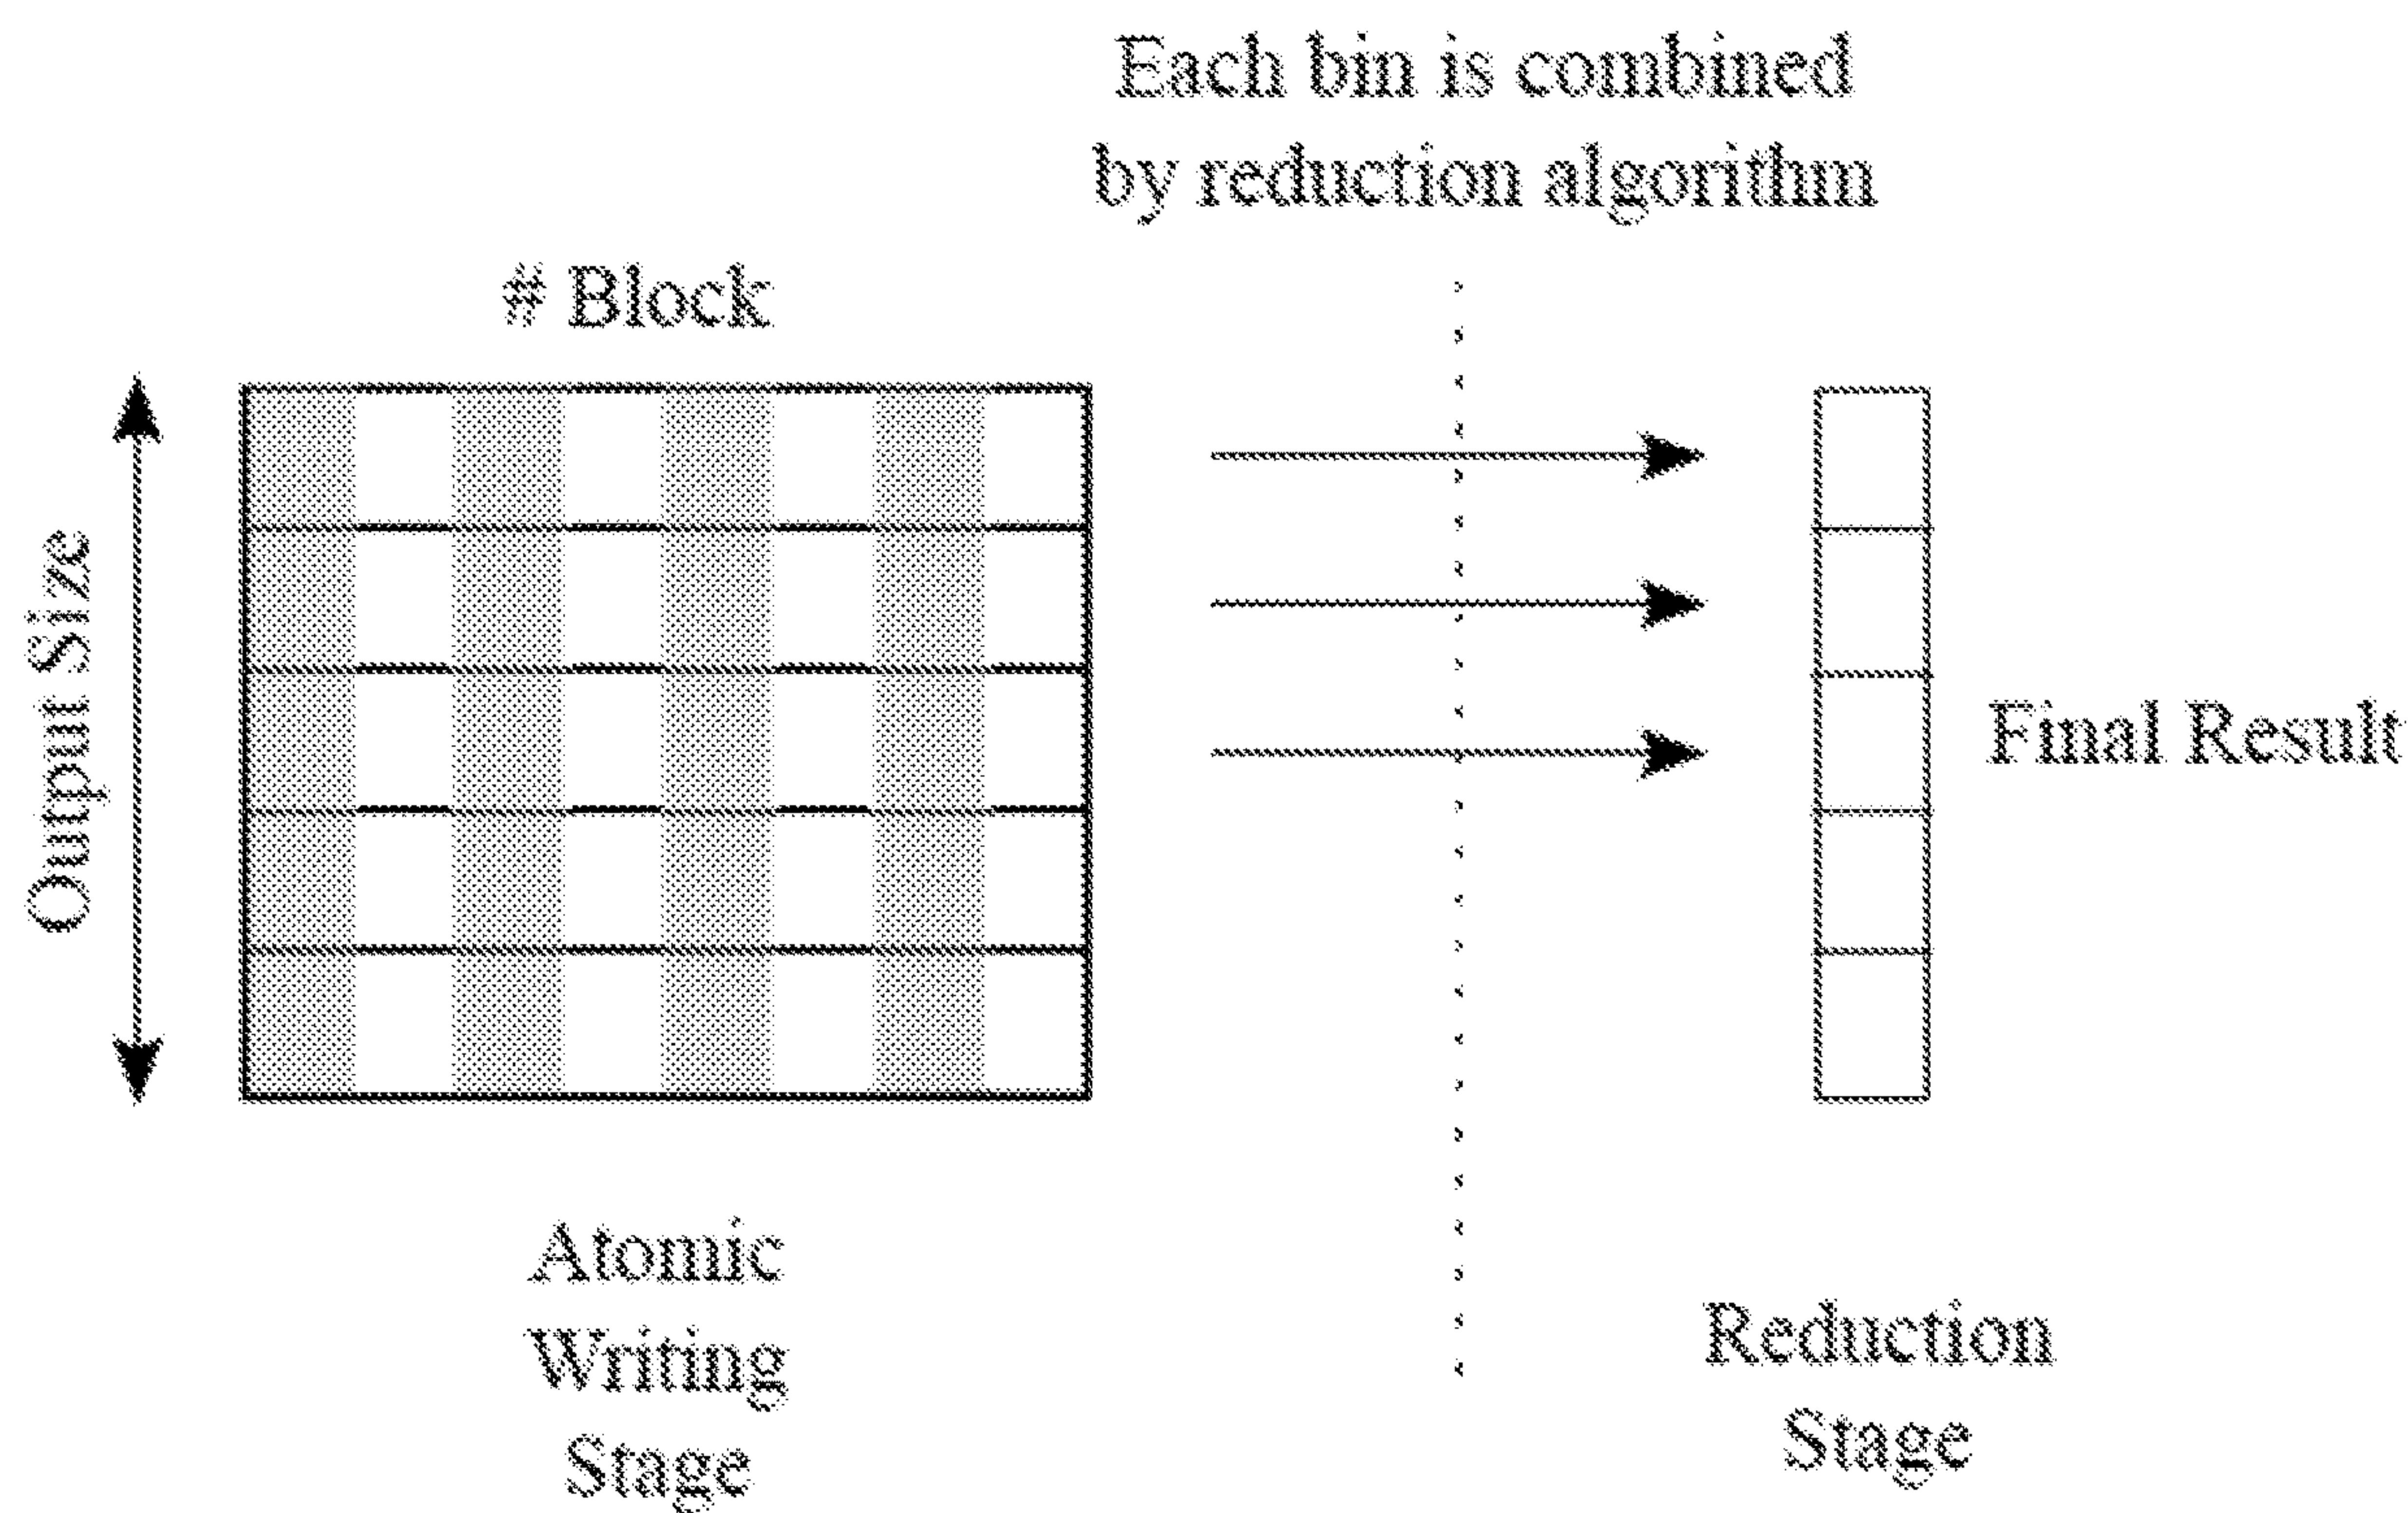 Each bin is combined
by reduction algorithm
# Block
Output Size
Final Result
Atomic
Writing
Stage
Reduction
Stage